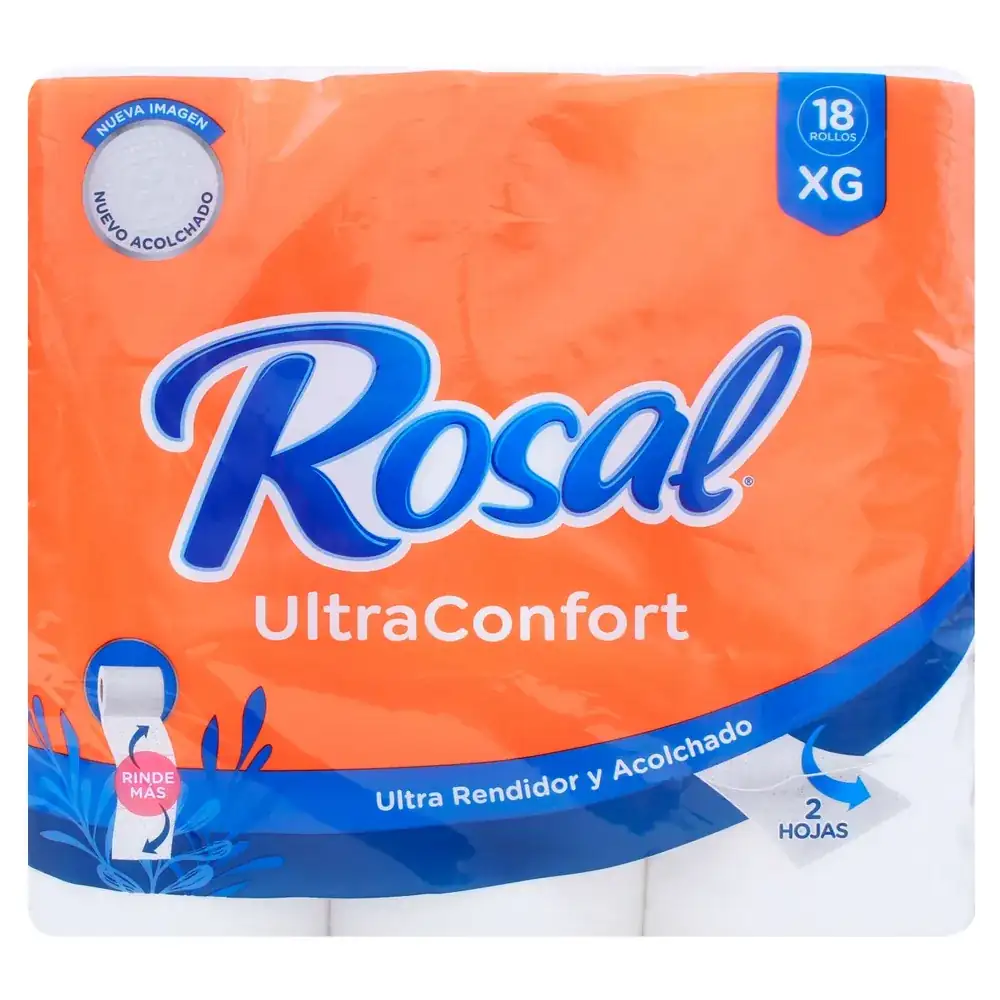 NUEVA IMAGEN
NUEVO ACOLCHADO
18
ROLLOS
XG
Rosal®
UltraConfort
RINDE
MÁS
Ultra Rendidor y Acolchado
2
HOJAS